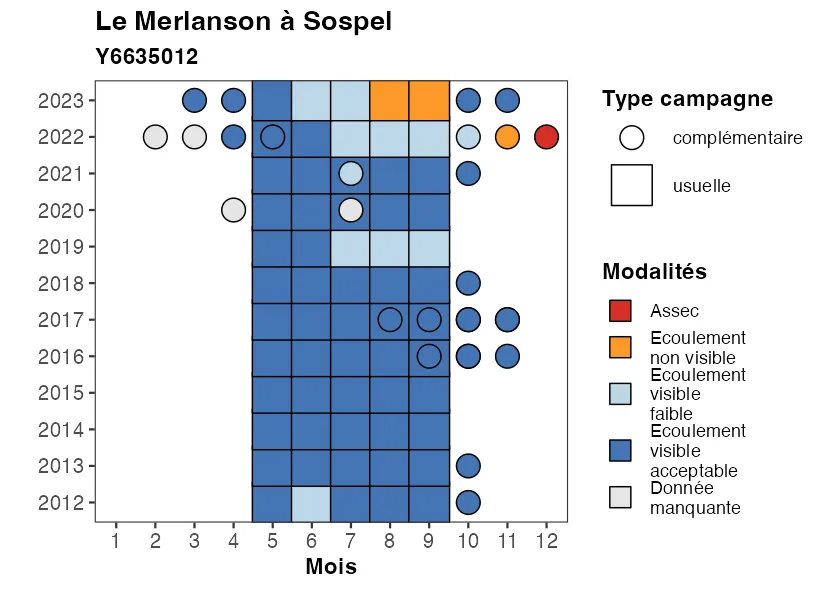 Le Merlanson à Sospel
Y6635012
2023
2022
2021
2020
2019
2018
2017
2016
2015
2014
2013
2012
1 2 3 4 5 6 7 8 9 10 11 12
Mois
Type campagne
complémentaire
usuelle
Modalités
Assec
Ecoulement
non visible
Ecoulement
visible
faible
Ecoulement
visible
acceptable
Donnée
manquante